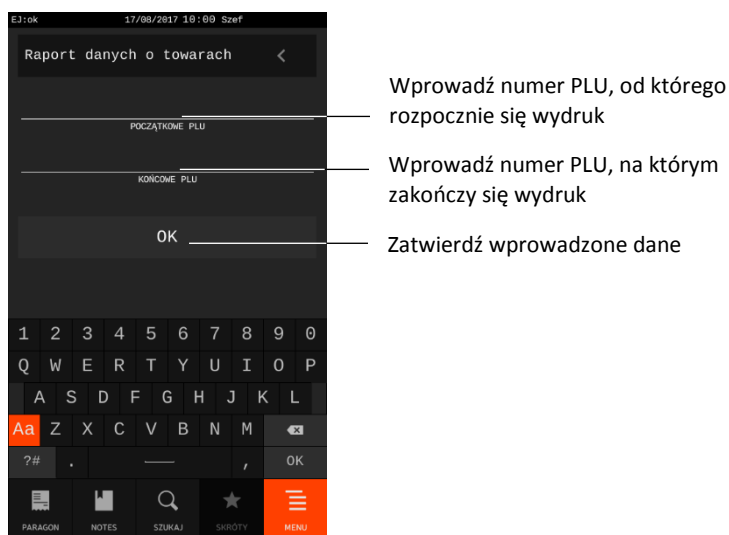 EJ:ok 17/08/2017 10:00 Szef
Raport danych o towarach <
POCZĄTKOWE PLU
KOŃCOWE PLU
OK
Wprowadź numer PLU, od którego
rozpocznie się wydruk
Wprowadź numer PLU, na którym
zakończy się wydruk
Zatwierdź wprowadzone dane
1 2 3 4 5 6 7 8 9 0
Q W E R T Y U I O P
A S D F G H J K L
Aa Z X C V B N M
?# . , OK
PARAGON NOTES SZUKAJ SKRÓTY MENU